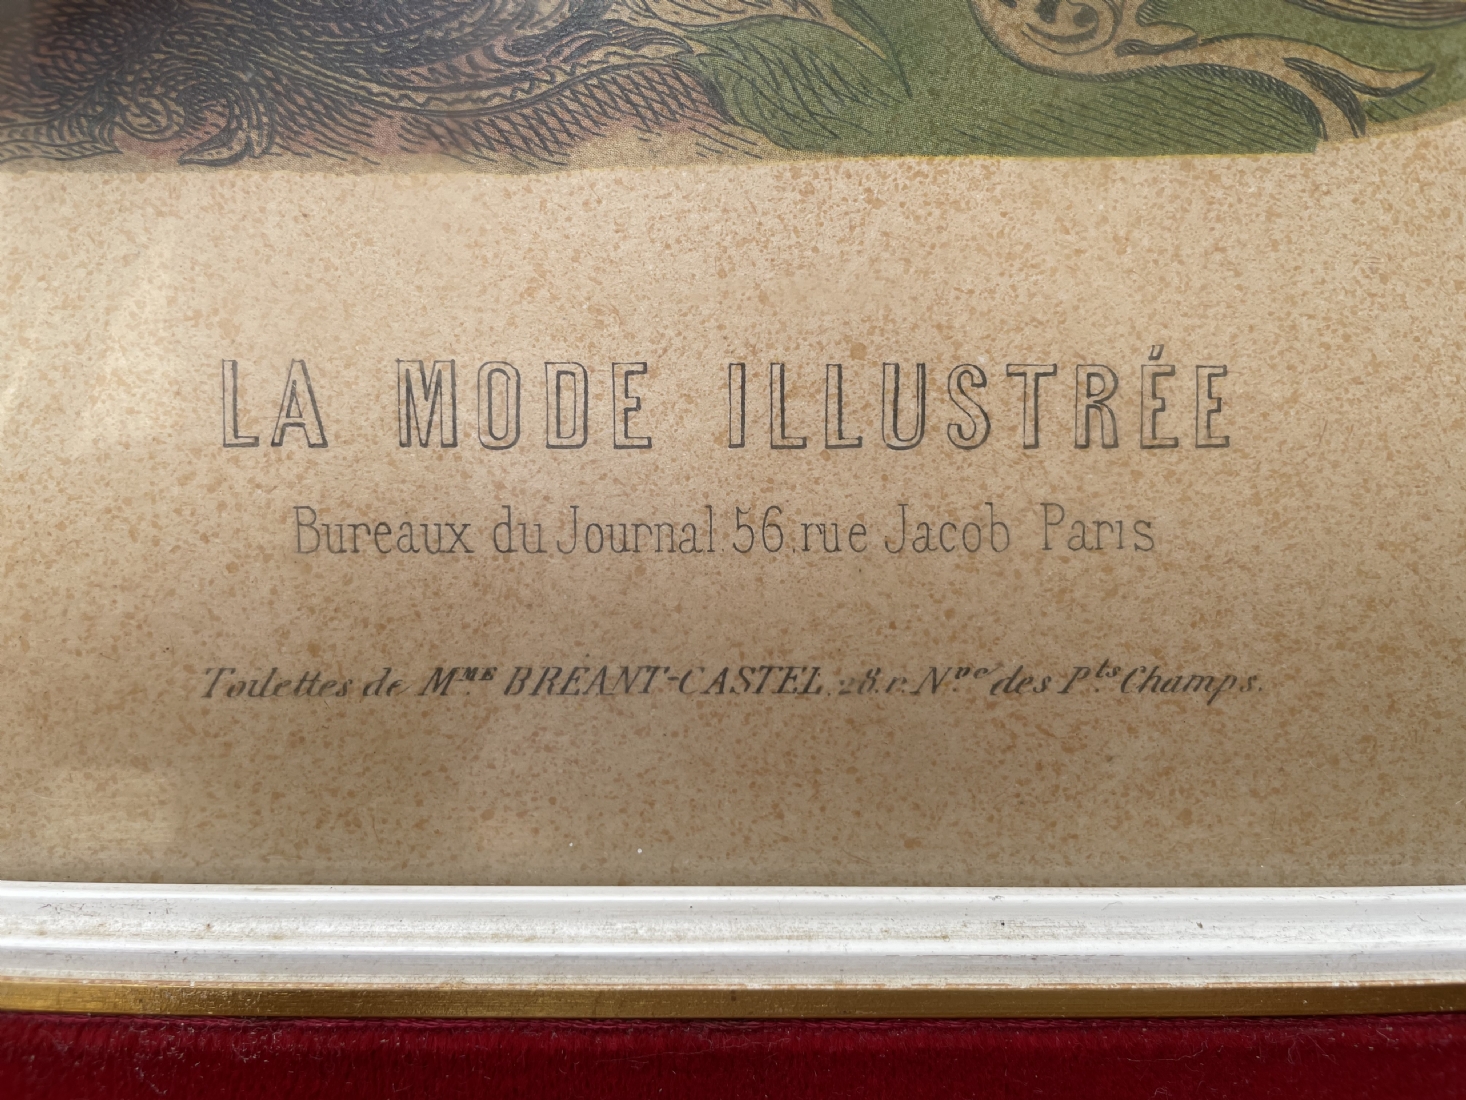 LA MODE ILLUSTRÉE
Bureaux du Journal 56, rue Jacob Paris
Toilettes de Mme BRÉANT-CASTEL, 28. r. Nve des Pts Champs.